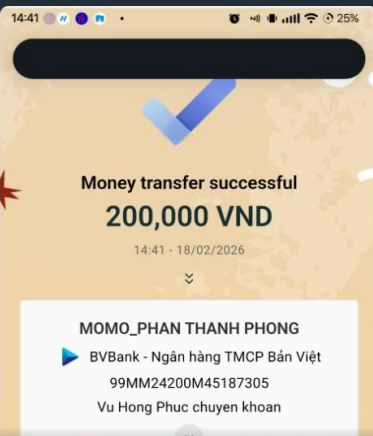 14:41 25%
Money transfer successful
200,000 VND
14:41 - 18/02/2026
MOMO_PHAN THANH PHONG
BVBank - Ngân hàng TMCP Bản Việt
99MM24200M45187305
Vu Hong Phuc chuyen khoan